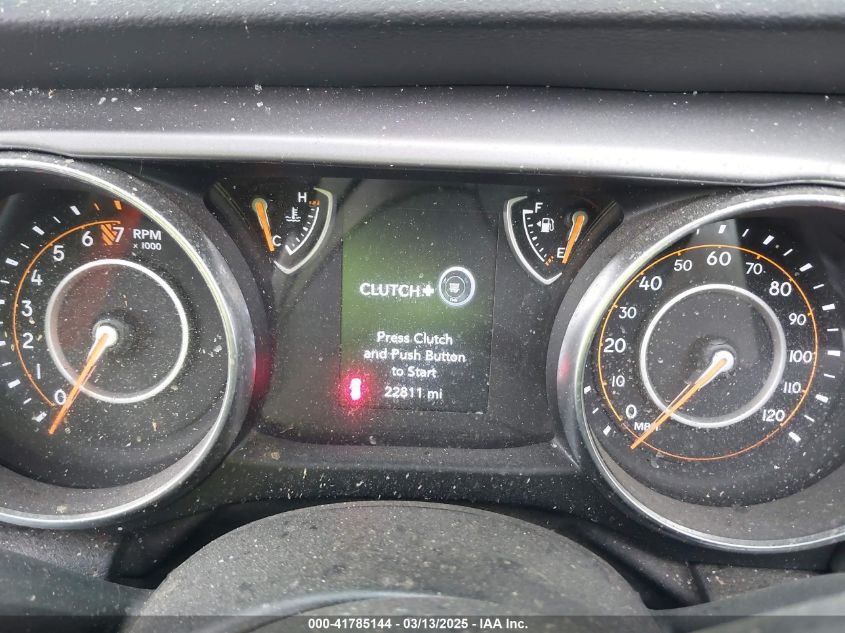 RPM
x 1000
0
1
2
3
4
5
6
7
H
C
F
E
CLUTCH+
Press Clutch
and Push Button
to Start
22811 mi
0
10
20
30
40
50
60
70
80
90
100
110
120
000-41785144 / 03/13/2025 - IAA Inc.